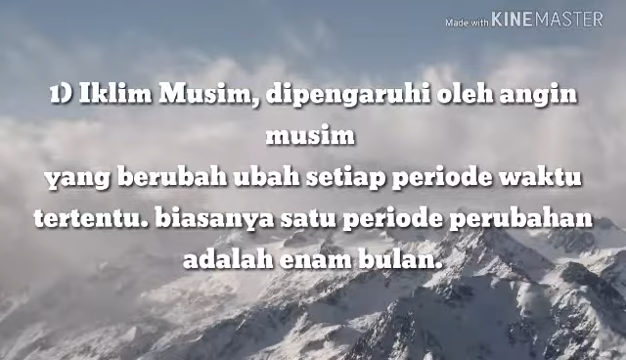 Made with KINEMASTER
1) Iklim Musim, dipengaruhi oleh angin
musim
yang berubah ubah setiap periode waktu
tertentu. biasanya satu periode perubahan
adalah enam bulan.